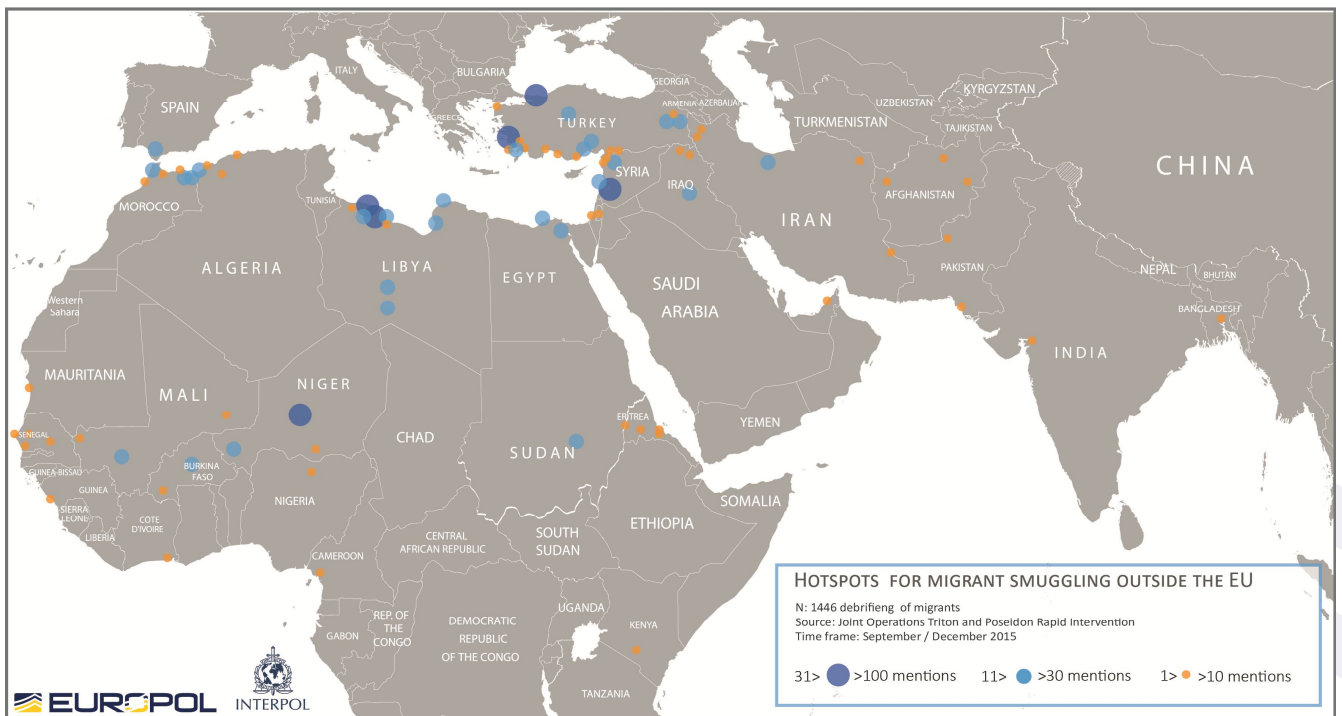 ITALY
BULGARIA
GEORGIA
KYRGYZSTAN
UZBEKISTAN
SPAIN
GREECE
TURKEY
ARMENIA
AZERBAIJAN
TURKMENISTAN
TAJIKISTAN
CHINA
SYRIA
IRAQ
AFGHANISTAN
MOROCCO
TUNISIA
IRAN
ALGERIA
LIBYA
EGYPT
PAKISTAN
NEPAL
BHUTAN
SAUDI
ARABIA
Western
Sahara
BANGLADESH
INDIA
MAURITANIA
MALI
NIGER
CHAD
SUDAN
ERITREA
YEMEN
SENEGAL
GUINEA-BISSAU
BURKINA
FASO
GUINEA
NIGERIA
SIERRA
LEONE
COTE
D'IVOIRE
LIBERIA
SOMALIA
ETHIOPIA
SOUTH
SUDAN
CENTRAL
AFRICAN REPUBLIC
CAMEROON
UGANDA
KENYA
GABON
REP. OF
THE
CONGO
DEMOCRATIC
REPUBLIC
OF THE CONGO
TANZANIA
HOTSPOTS FOR MIGRANT SMUGGLING OUTSIDE THE EU
N: 1446 debrifieng of migrants
Source: Joint Operations Triton and Poseidon Rapid Intervention
Time frame: September / December 2015
31> >100 mentions 11> >30 mentions 1> >10 mentions
EUROPOL
INTERPOL